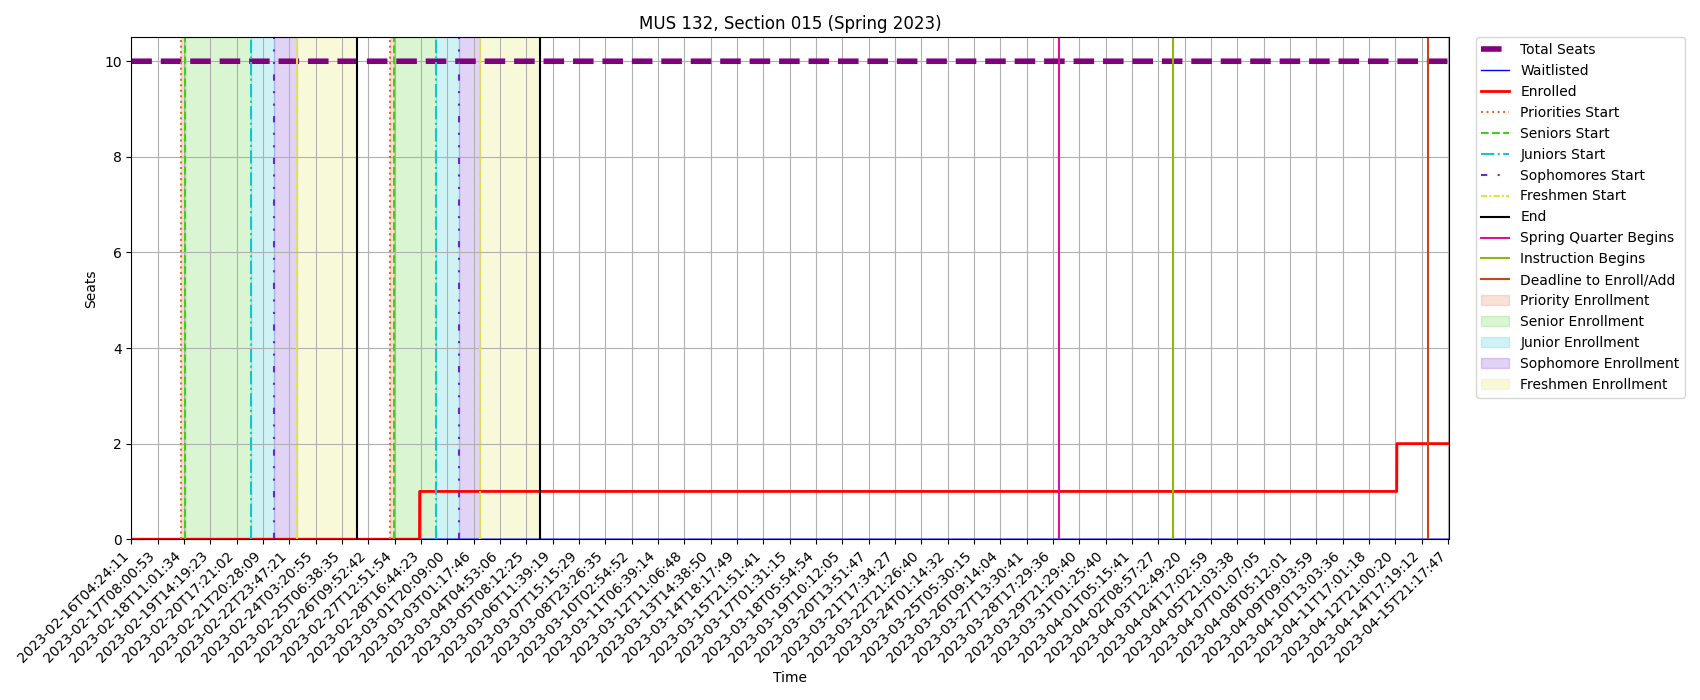 MUS 132, Section 015 (Spring 2023)
10
8
6
4
2
0
Seats
2023-02-16T04:24:11
2023-02-17T08:00:53
2023-02-18T11:01:34
2023-02-19T14:19:23
2023-02-20T17:21:02
2023-02-21T20:28:09
2023-02-22T23:47:21
2023-02-24T03:20:55
2023-02-25T06:38:35
2023-02-26T09:52:42
2023-02-27T12:51:54
2023-02-28T16:44:23
2023-03-01T20:09:00
2023-03-03T01:17:46
2023-03-04T04:53:06
2023-03-05T08:12:25
2023-03-06T11:39:19
2023-03-07T15:15:29
2023-03-08T23:26:35
2023-03-10T02:54:52
2023-03-11T06:39:14
2023-03-12T11:06:48
2023-03-13T14:38:50
2023-03-14T18:17:49
2023-03-15T21:51:41
2023-03-17T01:31:15
2023-03-18T05:54:54
2023-03-19T10:12:05
2023-03-20T13:51:47
2023-03-21T17:34:27
2023-03-22T21:26:40
2023-03-24T01:14:32
2023-03-25T05:30:15
2023-03-26T09:14:04
2023-03-27T13:30:41
2023-03-28T17:29:36
2023-03-29T21:29:40
2023-03-31T01:25:40
2023-04-01T05:15:41
2023-04-02T08:57:27
2023-04-03T12:49:20
2023-04-04T17:02:59
2023-04-05T21:03:38
2023-04-07T01:07:05
2023-04-08T05:12:01
2023-04-09T09:03:59
2023-04-10T13:03:36
2023-04-11T17:01:18
2023-04-12T21:00:20
2023-04-14T17:19:12
2023-04-15T21:17:47
Time
Total Seats
Waitlisted
Enrolled
Priorities Start
Seniors Start
Juniors Start
Sophomores Start
Freshmen Start
End
Spring Quarter Begins
Instruction Begins
Deadline to Enroll/Add
Priority Enrollment
Senior Enrollment
Junior Enrollment
Sophomore Enrollment
Freshmen Enrollment